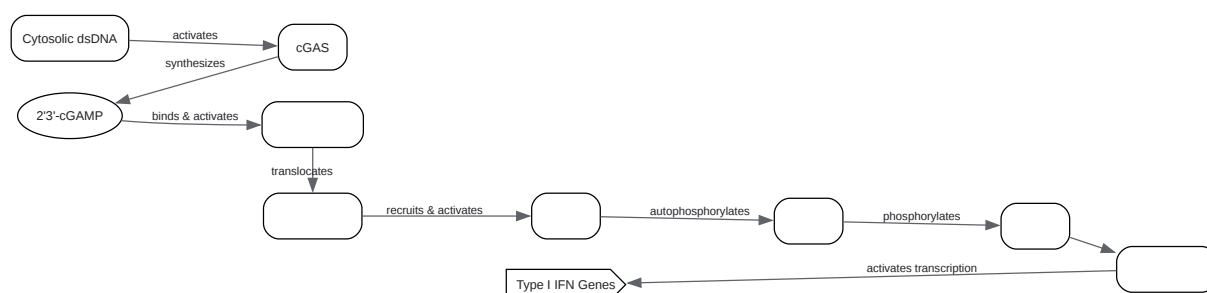 Cytosolic dsDNA
activates
cGAS
synthesizes
2'3'-cGAMP
binds & activates
translocates
recruits & activates
autophosphorylates
phosphorylates
activates transcription
Type I IFN Genes